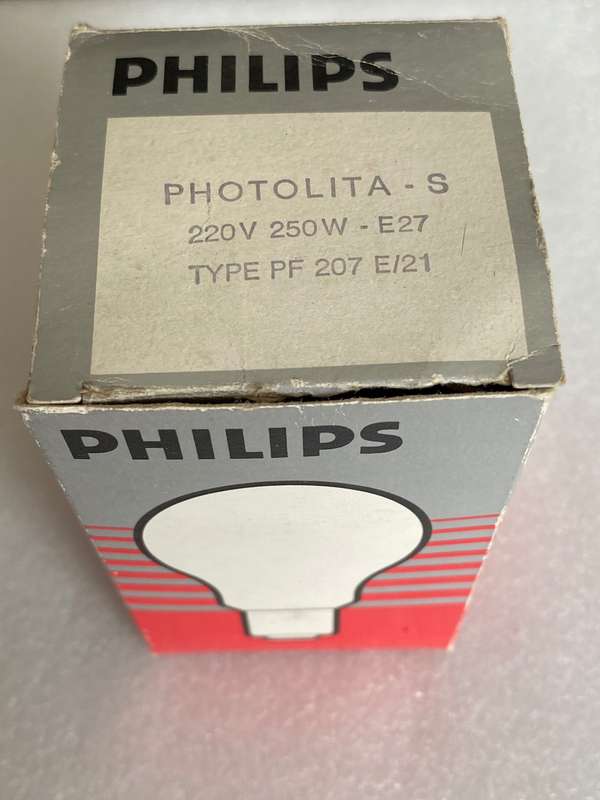 PHILIPS
PHOTOLITA - S
220V 250W - E27
TYPE PF 207 E/21
PHILIPS